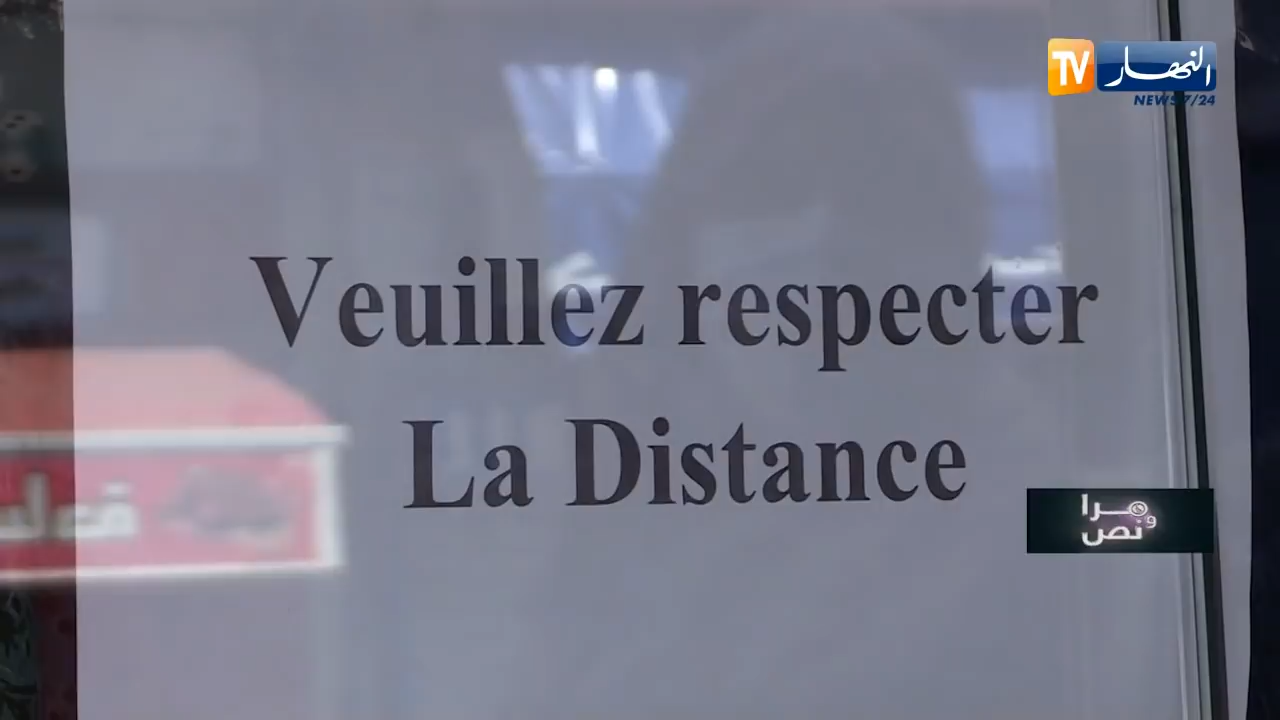 TV النهار
NEWS 7/24
Veuillez respecter
La Distance
مرا
و
نص